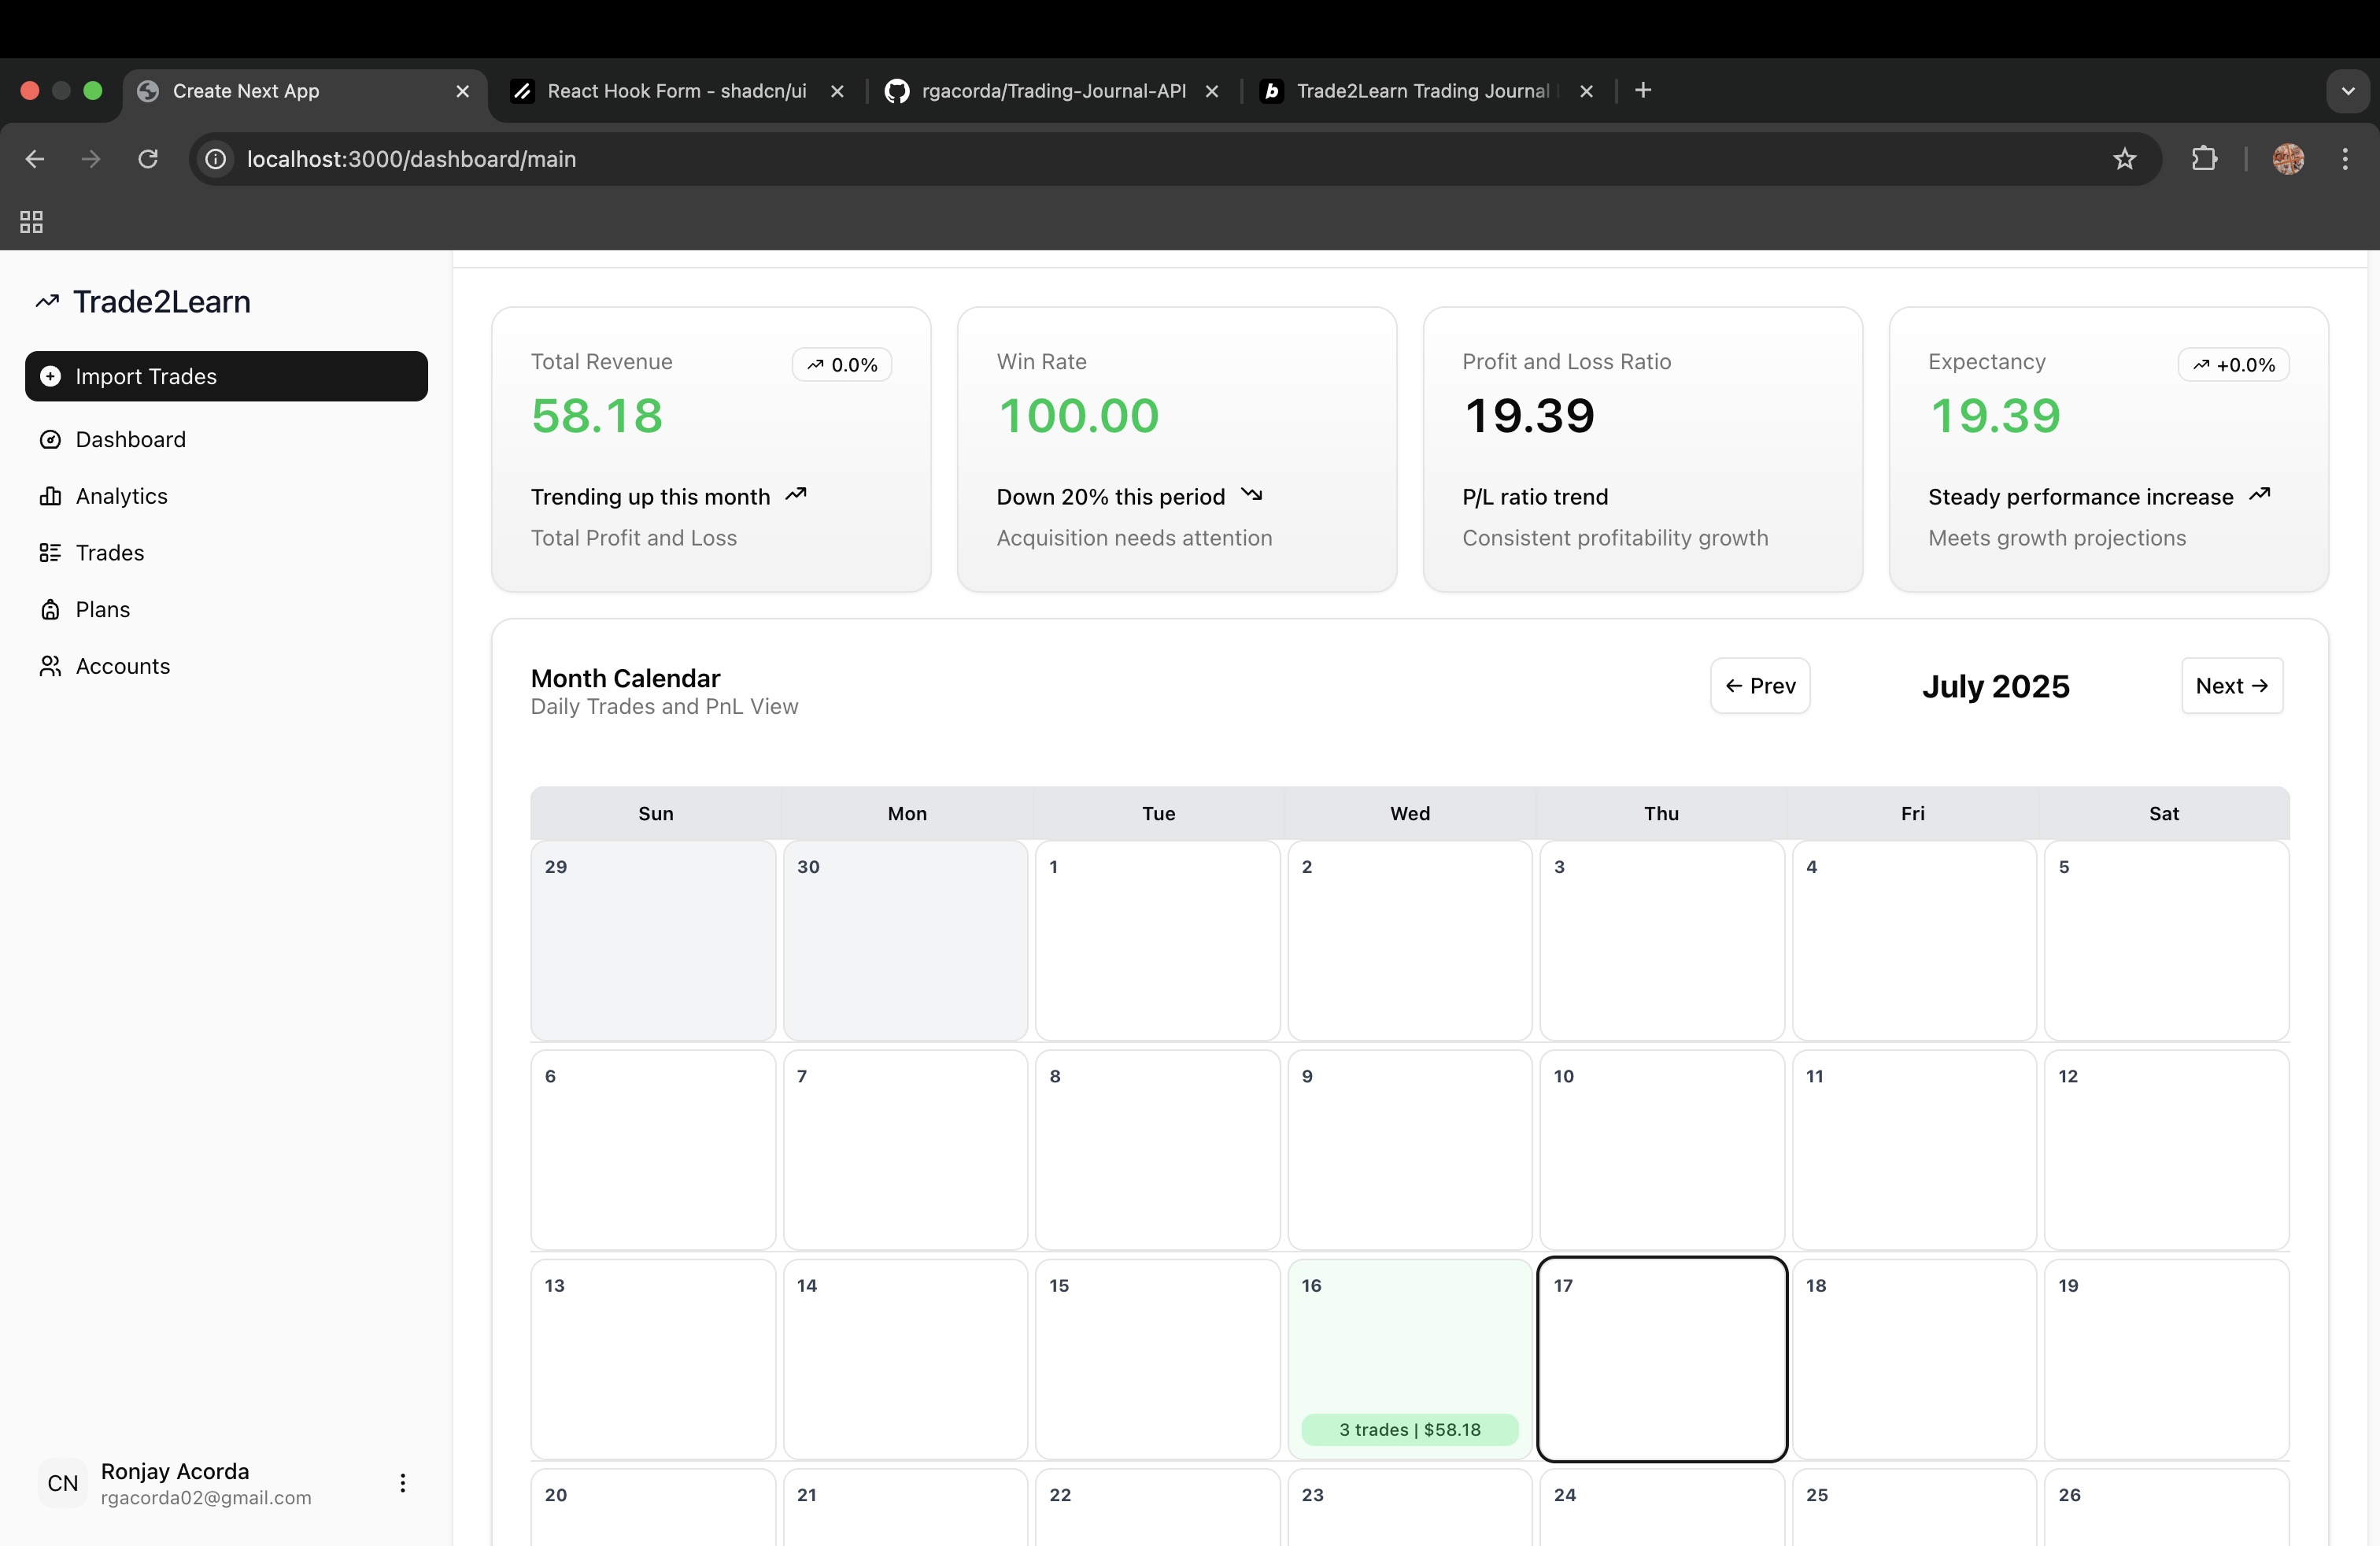 Create Next App
React Hook Form - shadcn/ui
rgacorda/Trading-Journal-API
Trade2Learn Trading Journal
localhost:3000/dashboard/main
Trade2Learn
Import Trades
Dashboard
Analytics
Trades
Plans
Accounts
CN
Ronjay Acorda
rgacorda02@gmail.com
Total Revenue
0.0%
58.18
Trending up this month
Total Profit and Loss
Win Rate
100.00
Down 20% this period
Acquisition needs attention
Profit and Loss Ratio
19.39
P/L ratio trend
Consistent profitability growth
Expectancy
+0.0%
19.39
Steady performance increase
Meets growth projections
Month Calendar
Daily Trades and PnL View
← Prev
July 2025
Next →
Sun Mon Tue Wed Thu Fri Sat
29 30 1 2 3 4 5
6 7 8 9 10 11 12
13 14 15 16 17 18 19
3 trades | $58.18
20 21 22 23 24 25 26